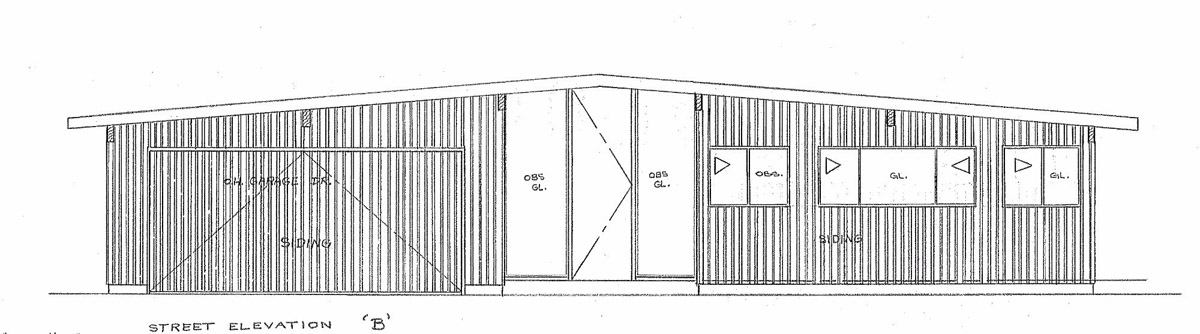 O.H. GARAGE DR.
SIDING
OBS
GL.
OBS
GL.
OBS.
GL.
GL.
SIDING
STREET ELEVATION 'B'